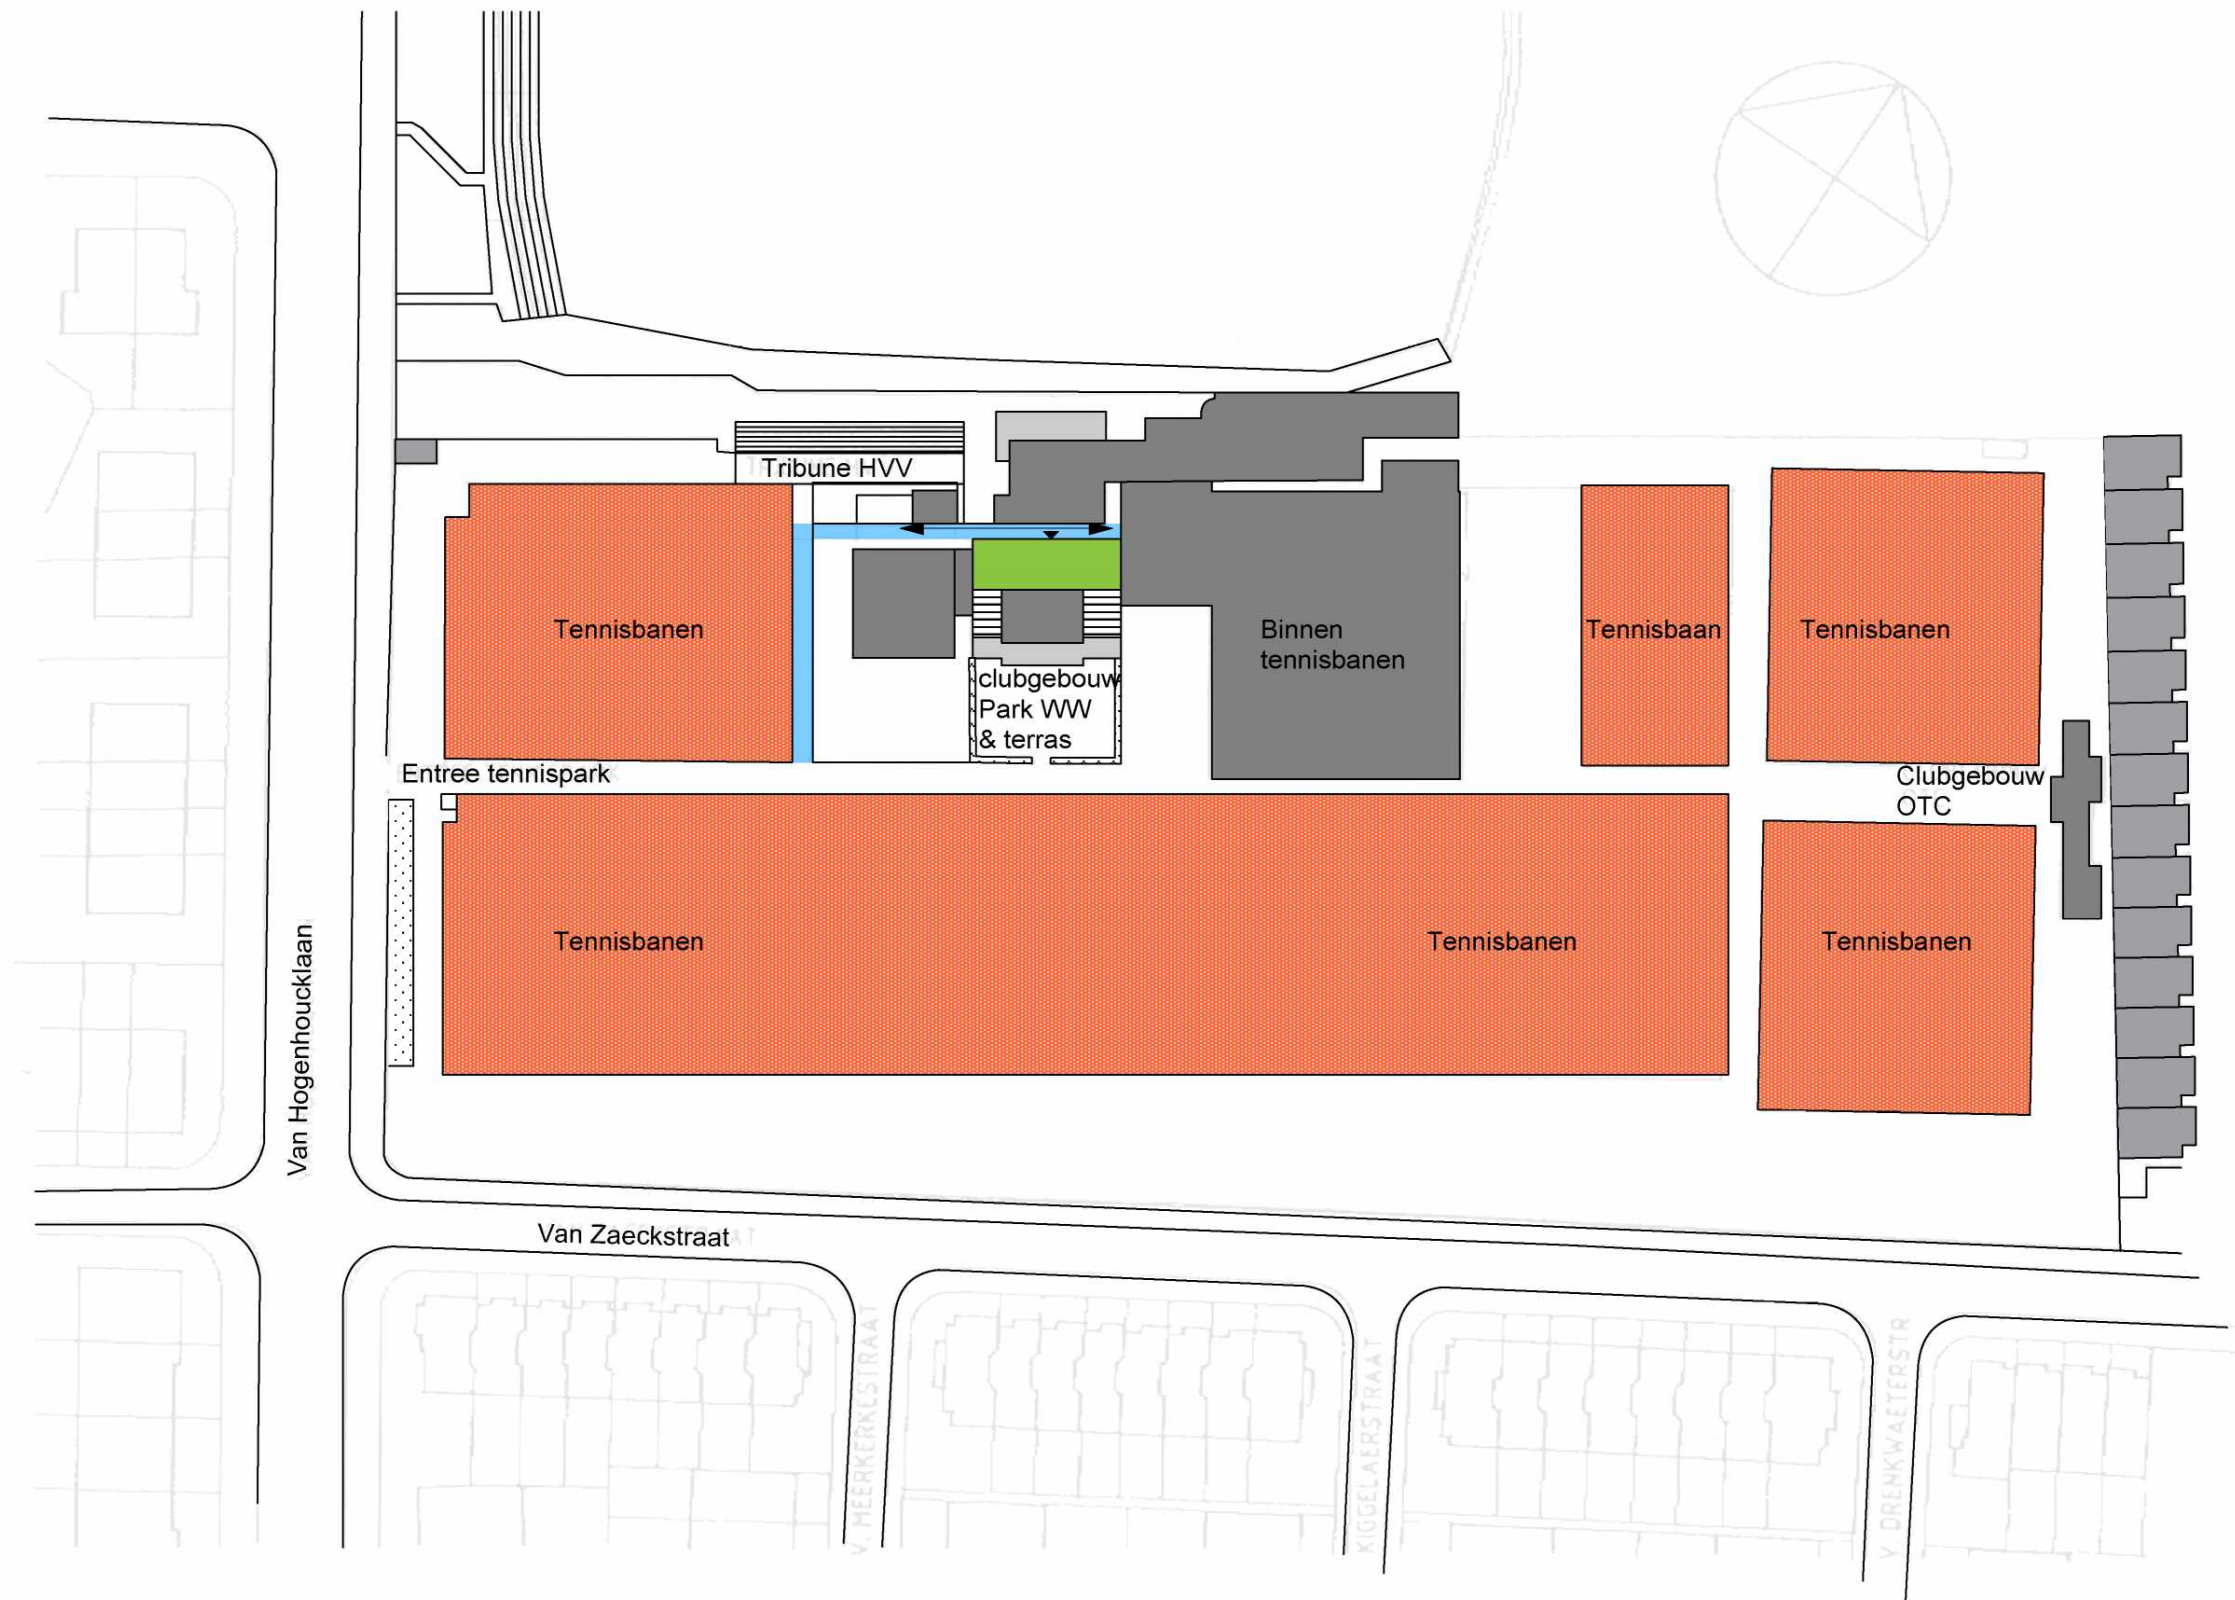 Tribune HVV
Tennisbanen
Binnen
tennisbanen
Tennisbaan
Tennisbanen
clubgebouw
Park WW
& terras
Entree tennispark
Clubgebouw
OTC
Tennisbanen
Tennisbanen
Tennisbanen
Van Hogenhoucklaan
Van Zaeckstraat
V. MEERKERKESTRAAT
KIGGELAERSTRAAT
V. DRENKWAETERSTR